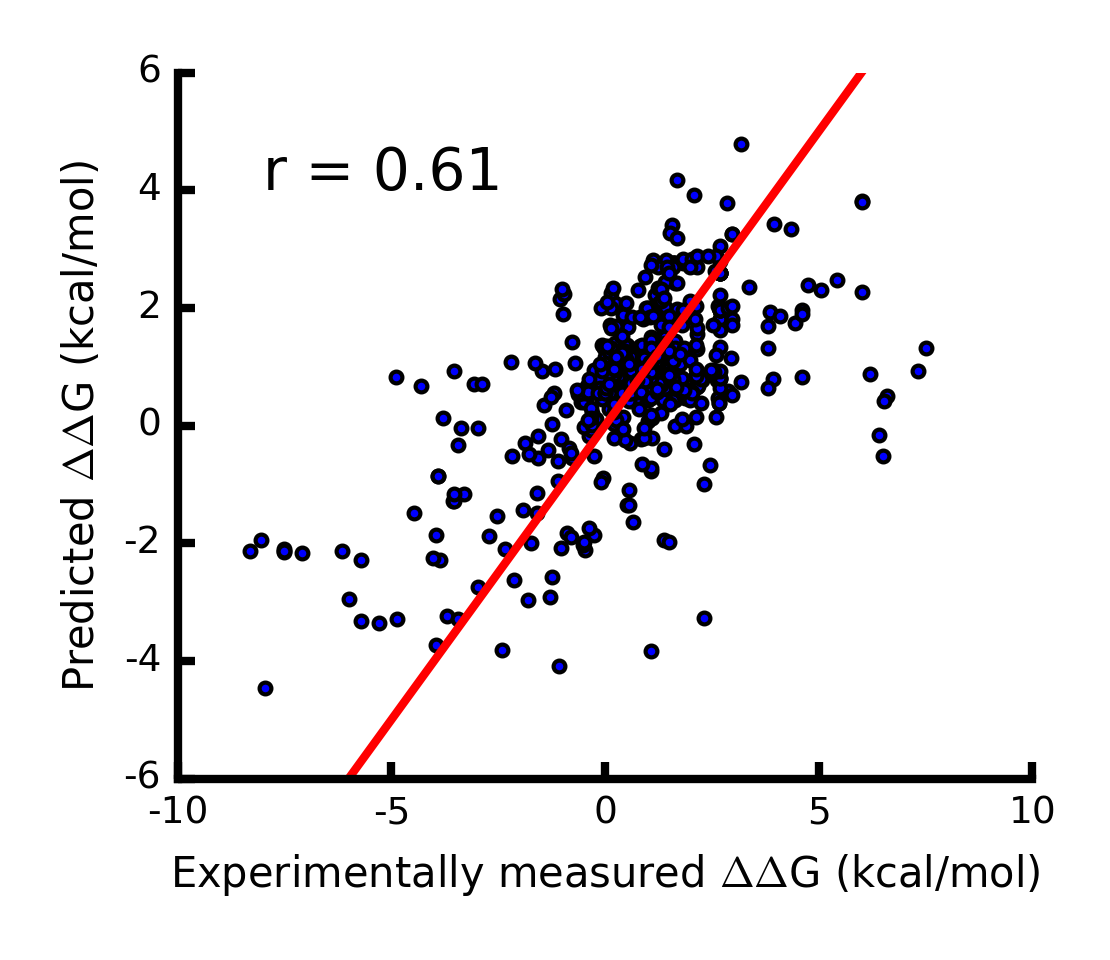 6
4
2
0
-2
-4
-6
r = 0.61
Predicted ΔΔG (kcal/mol)
-10 -5 0 5 10
Experimentally measured ΔΔG (kcal/mol)